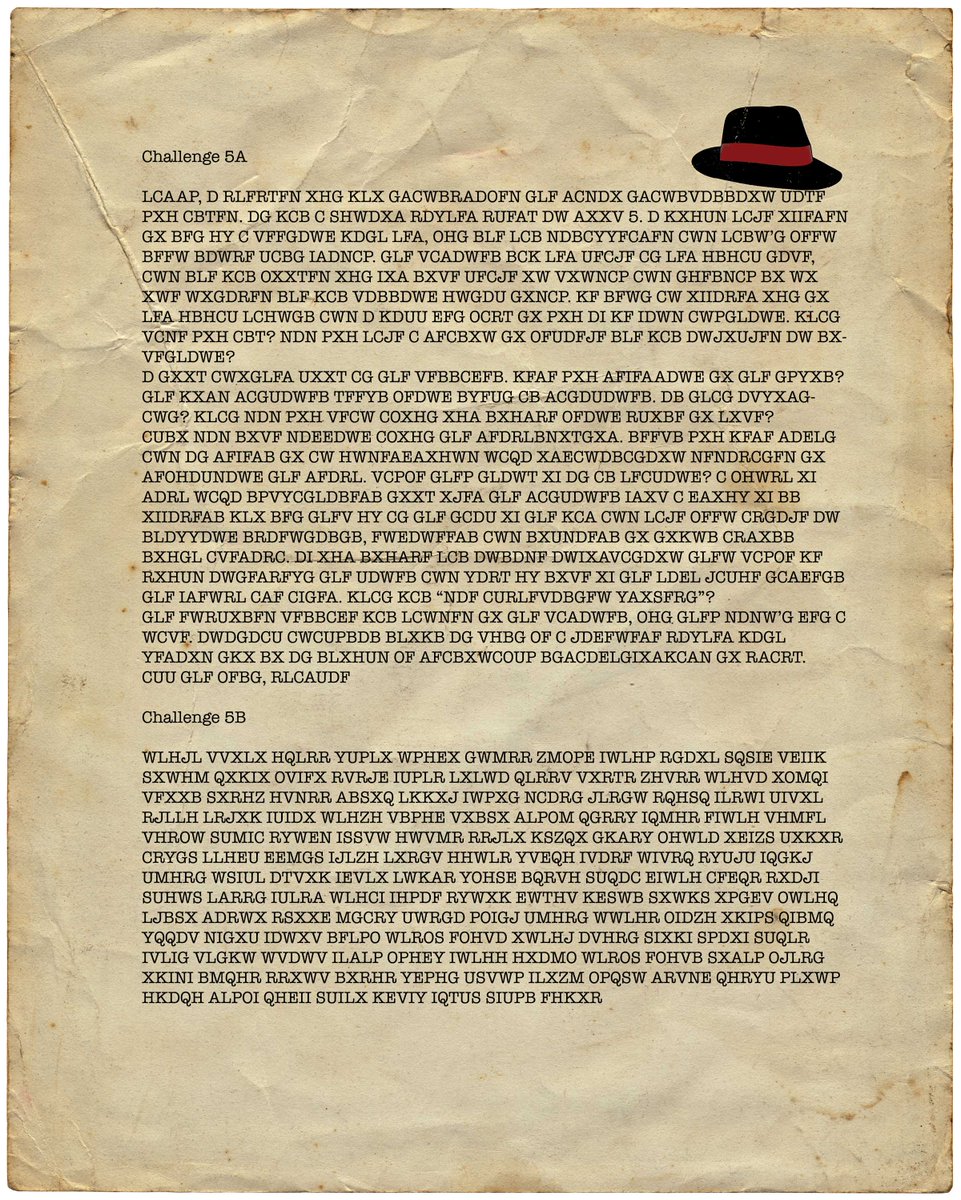 Challenge 5A
LCAAP, D RLFRTFN XHG KLX GACWBRADOFN GLF ACNDX GACWBVDBBDXW UDTF
PXH CBTFN. DG KCB C SHWDXA RDYLFA RUFAT DW AXXV 5. D KXHUN LCJF XIIFAFN
GX BFG HY C VFFGDWE KDGL LFA, OHG BLF LCB NDBCYYFCAFN CWN LCBW'G OFFW
BFFW BDWRF UCBG IADNCP. GLF VCADWFB BCK LFA UFCJF CG LFA HBHCU GDVF,
CWN BLF KCB OXXTFN XHG IXA BXVF UFCJF XW VXWNCP CWN GHFBNCP BX WX
XWF WXGDRFN BLF KCB VDBBDWE HWGDU GXNCP. KF BFWG CW XIIDRFA XHG GX
LFA HBHCU LCHWGB CWN D KDUU EFG OCRT GX PXH DI KF IDWN CWPGLDWE. KLCG
VCNF PXH CBT? NDN PXH LCJF C AFCBXW GX OFUDFJF BLF KCB DWJXUJFN DW BX-
VFGLDWE?
D GXXT CWXGLFA UXXT CG GLF VFBBCEFB. KFAF PXH AFIFAADWE GX GLF GPYXB?
GLF KXAN ACGUDWFB TFFYB OFDWE BYFUG CB ACGDUDWFB. DB GLCG DVYXAG-
CWG? KLCG NDN PXH VFCW COXHG XHA BXHARF OFDWE RUXBF GX LXVF?
CUBX NDN BXVF NDEEDWE COXHG GLF AFDRLBNXTGXA. BFFVB PXH KFAF ADELG
CWN DG AFIFAB GX CW HWNFAEAXHWN WCQD XAECWDBCGDXW NFNDRCGFN GX
AFOHDUNDWE GLF AFDRL. VCPOF GLFP GLDWT XI DG CB LFCUDWE? C OHWRL XI
ADRL WCQD BPVYCGLDBFAB GXXT XJFA GLF ACGUDWFB IAXV C EAXHY XI BB
XIIDRFAB KLX BFG GLFV HY CG GLF GCDU XI GLF KCA CWN LCJF OFFW CRGDJF DW
BLDYYDWE BRDFWGDBGB, FWEDWFFAB CWN BXUNDFAB GX GXKWB CRAXBB
BXHGL CVFADRC. DI XHA BXHARF LCB DWBDNF DWIXAVCGDXW GLFW VCPOF KF
RXHUN DWGFARFYG GLF UDWFB CWN YDRT HY BXVF XI GLF LDEL JCUHF GCAEFGB
GLF IAFWRL CAF CIGFA. KLCG KCB “NDF CURLFVDBGFW YAXSFRG”?
GLF FWRUXBFN VFBBCEF KCB LCWNFN GX GLF VCADWFB, OHG GLFP NDNW'G EFG C
WCVF. DWDGDCU CWCUPBDB BLXKB DG VHBG OF C JDEFWFAF RDYLFA KDGL
YFADXN GKX BX DG BLXHUN OF AFCBXWCOUP BGACDELGIXAKCAN GX RACRT.
CUU GLF OFBG, RLCAUDF
Challenge 5B
WLHJL VVXLX HQLRR YUPLX WPHEX GWMRR ZMOPE IWLHP RGDXL SQSIE VEIIK
SXWHM QXKIX OVIFX RVRJE IUPLR LXLWD QLRRV VXRTR ZHVRR WLHVD XOMQI
VFXXB SXRHZ HVNRR ABSXQ LKKXJ IWPXG NCDRG JLRGW RQHSQ ILRWI UIVXL
RJLLH LRJXK IUIDX WLHZH VBPHE VXBSX ALPOM QGRRY IQMHR FIWLH VHMFL
VHROW SUMIC RYWEN ISSVW HWVMR RRJLX KSZQX GKARY OHWLD XEIZS UXKXR
CRYGS LLHEU EEMGS IJLZH LXRGV HHWLR YVEQH IVDRF WIVRQ RYUJU IQGKJ
UMHRG WSIUL DTVXK IEVLX LWKAR YOHSE BQRVH SUQDC EIWLH CFEQR RXDJI
SUHWS LARRG IULRA WLHCI IHPDF RYWXK EWTHV KESWB SXWKS XPGEV OWLHQ
LJBSX ADRWX RSXXE MGCRY UWRGD POIGJ UMHRG WWLHR OIDZH XKIPS QIBMQ
YQQDV NIGXU IDWXV BFLPO WLROS FOHVD XWLHJ DVHRG SIXKI SPDXI SUQLR
IVLIG VLGKW WVDWV ILALP OPHEY IWLHH HXDMO WLROS FOHVB SXALP OJLRG
XKINI BMQHR RRXWV BXRHR YEPHG USVWP ILXZM OPQSW ARVNE QHRYU PLXWP
HKDQH ALPOI QHEII SUILX KEVIY IQTUS SIUPB FHKXR